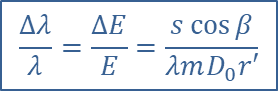 Δλ/λ = ΔE/E = s cos β / λmD₀r′